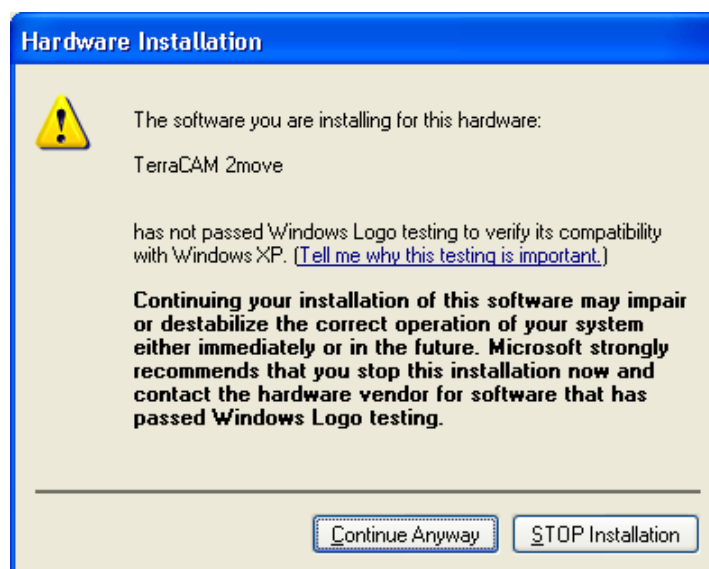 Hardware Installation
The software you are installing for this hardware:
TerraCAM 2move
has not passed Windows Logo testing to verify its compatibility
with Windows XP. (Tell me why this testing is important.)
Continuing your installation of this software may impair
or destabilize the correct operation of your system
either immediately or in the future. Microsoft strongly
recommends that you stop this installation now and
contact the hardware vendor for software that has
passed Windows Logo testing.
Continue Anyway
STOP Installation